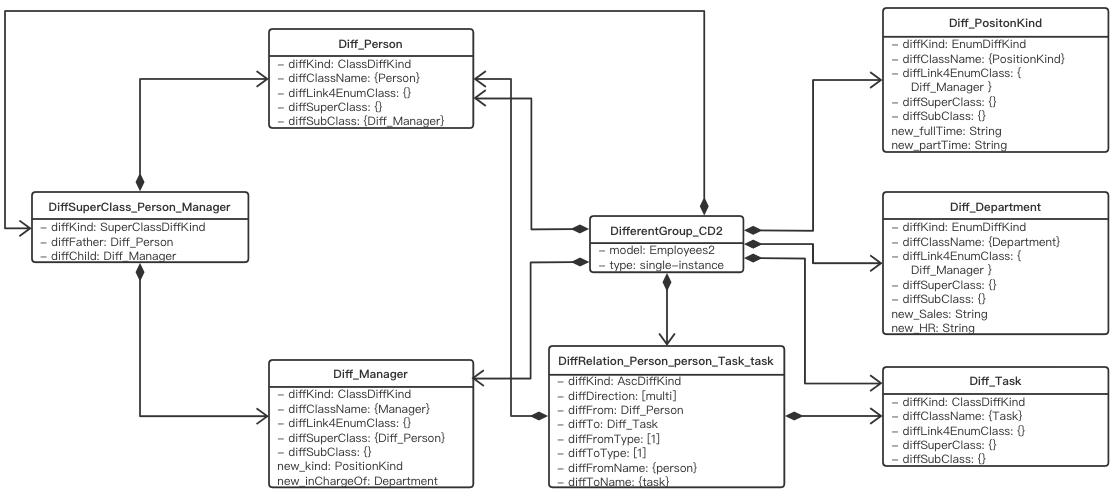 Diff_Person
– diffKind: ClassDiffKind
– diffClassName: {Person}
– diffLink4EnumClass: {}
– diffSuperClass: {}
– diffSubClass: {Diff_Manager}
Diff_PositonKind
– diffKind: EnumDiffKind
– diffClassName: {PositionKind}
– diffLink4EnumClass: {
Diff_Manager }
– diffSuperClass: {}
– diffSubClass: {}
new_fullTime: String
new_partTime: String
DiffSuperClass_Person_Manager
– diffKind: SuperClassDiffKind
– diffFather: Diff_Person
– diffChild: Diff_Manager
DifferentGroup_CD2
– model: Employees2
– type: single–instance
Diff_Department
– diffKind: EnumDiffKind
– diffClassName: {Department}
– diffLink4EnumClass: {
Diff_Manager }
– diffSuperClass: {}
– diffSubClass: {}
new_Sales: String
new_HR: String
Diff_Manager
– diffKind: ClassDiffKind
– diffClassName: {Manager}
– diffLink4EnumClass: {}
– diffSuperClass: {Diff_Person}
– diffSubClass: {}
new_kind: PositionKind
new_inChargeOf: Department
DiffRelation_Person_person_Task_task
– diffKind: AscDiffKind
– diffDirection: [multi]
– diffFrom: Diff_Person
– diffTo: Diff_Task
– diffFromType: [1]
– diffToType: [1]
– diffFromName: {person}
– diffToName: {task}
Diff_Task
– diffKind: ClassDiffKind
– diffClassName: {Task}
– diffLink4EnumClass: {}
– diffSuperClass: {}
– diffSubClass: {}